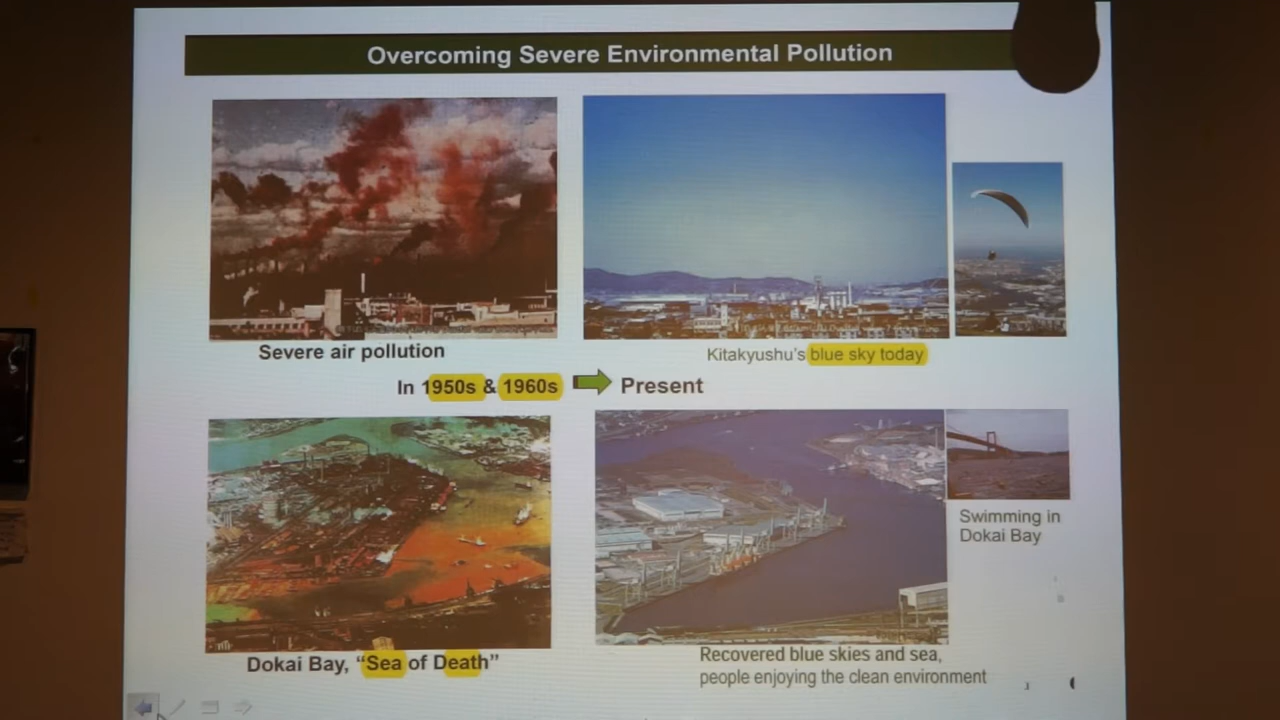 Overcoming Severe Environmental Pollution
Severe air pollution
Kitakyushu's blue sky today
In 1950s & 1960s
Present
Swimming in
Dokai Bay
Dokai Bay, “Sea of Death”
Recovered blue skies and sea,
people enjoying the clean environment